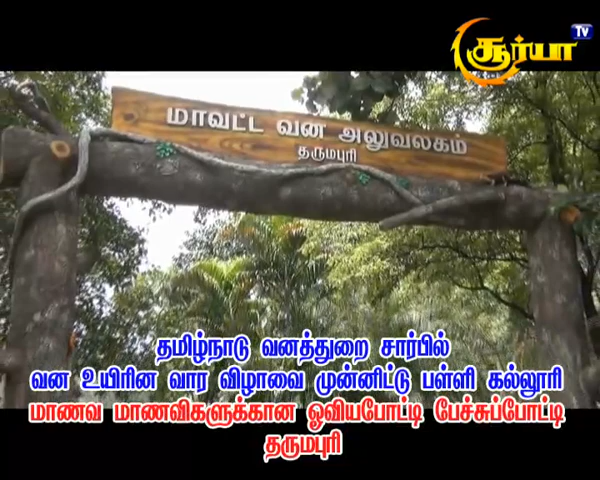 சூர்யா TV
மாவட்ட வன அலுவலகம்
தருமபுரி
தமிழ்நாடு வனத்துறை சார்பில்
வன உயிரின வார விழாவை முன்னிட்டு பள்ளி கல்லூரி
மாணவ மாணவிகளுக்கான ஓவியபோட்டி பேச்சுப்போட்டி
தருமபுரி